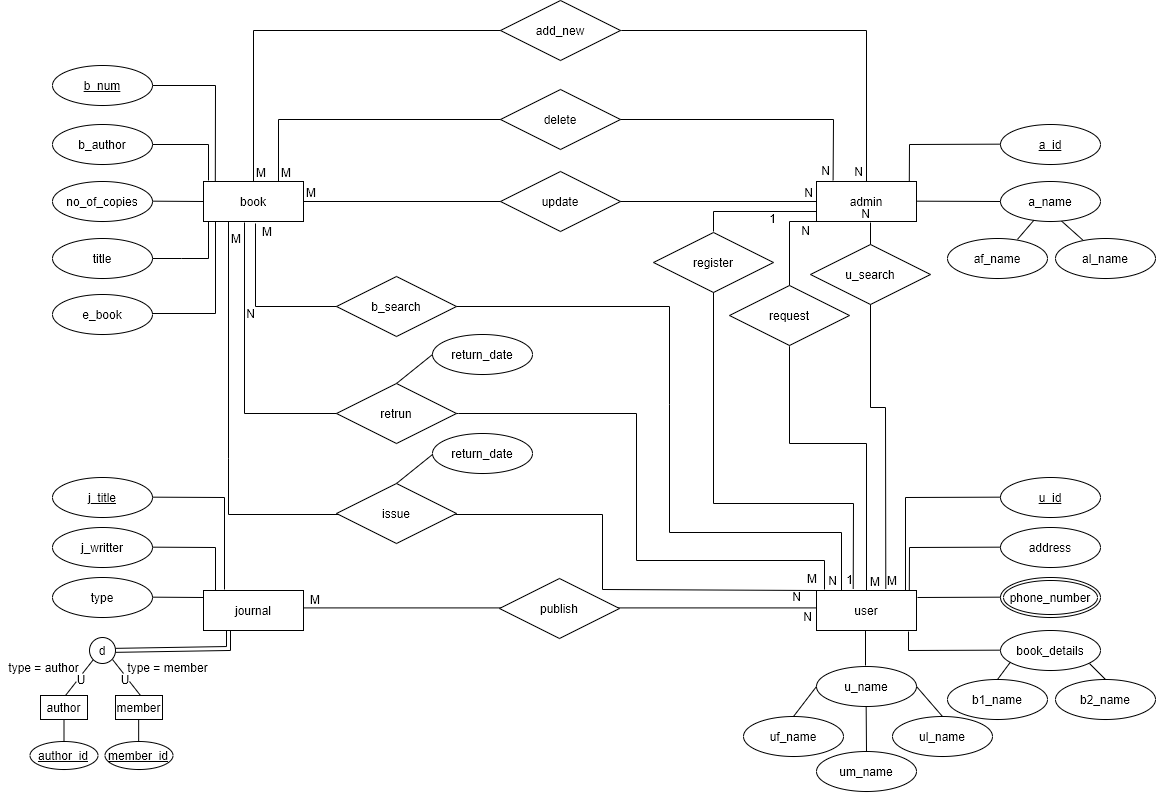 add_new
b_num
delete
b_author
a_id
M
M
N
N
M
N
no_of_copies
book
update
admin
a_name
N
1
N
M
M
title
register
u_search
af_name
al_name
e_book
N
b_search
request
return_date
retrun
return_date
j_title
issue
u_id
j_writter
address
type
M
M
N
1
M
M
N
phone_number
journal
publish
user
N
d
book_details
type = author
type = member
U
U
u_name
b1_name
b2_name
author
member
uf_name
ul_name
author_id
member_id
um_name